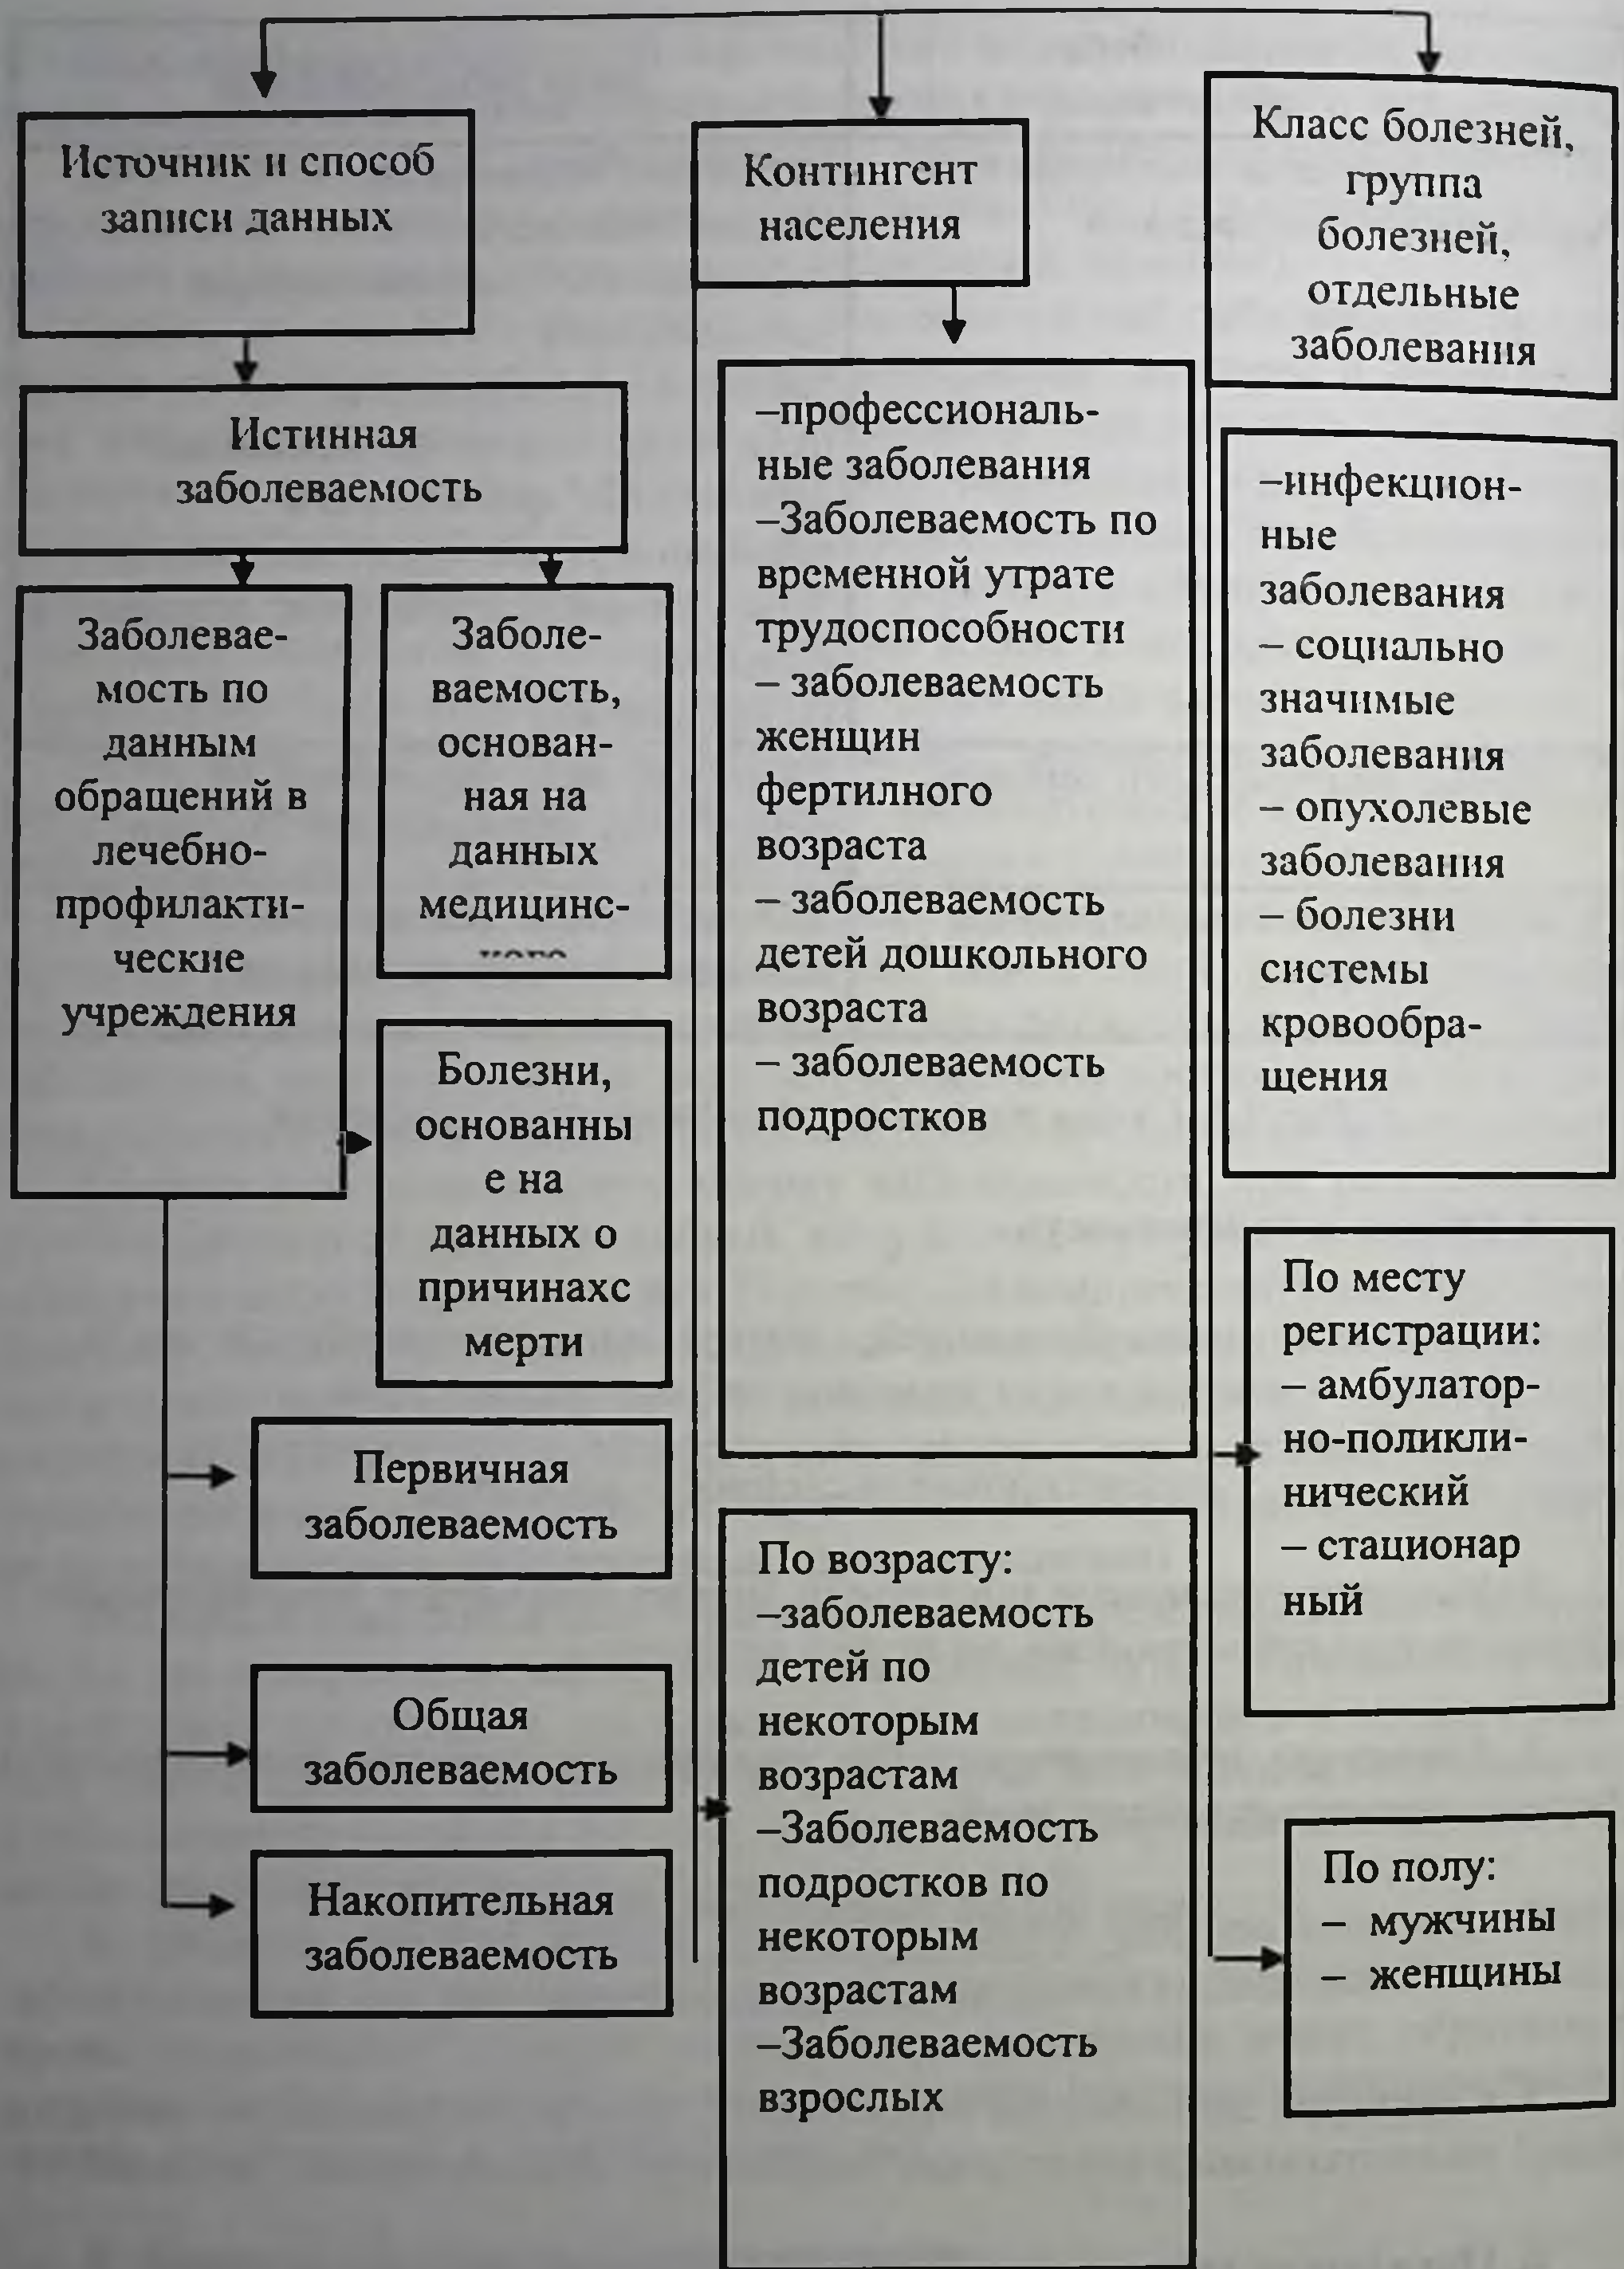 Источник и способ
записи данных
Истинная
заболеваемость
Заболевае-
мость по
данным
обращений в
лечебно-
профилакти-
ческие
учреждения
Заболе-
ваемость,
основан-
ная на
данных
медицинс-
Болезни,
основанны
е на
данных о
причинахс
мерти
Первичная
заболеваемость
Общая
заболеваемость
Накопительная
заболеваемость
Контингент
населения
–профессиональ-
ные заболевания
–Заболеваемость по
временной утрате
трудоспособности
– заболеваемость
женщин
фертилного
возраста
– заболеваемость
детей дошкольного
возраста
– заболеваемость
подростков
По возрасту:
–заболеваемость
детей по
некоторым
возрастам
–Заболеваемость
подростков по
некоторым
возрастам
–Заболеваемость
взрослых
Класс болезней,
группа
болезней,
отдельные
заболевания
–инфекцион-
ные
заболевания
– социально
значимые
заболевания
– опухолевые
заболевания
– болезни
системы
кровообра-
щения
По месту
регистрации:
– амбулатор-
но-поликли-
нический
– стационар
ный
По полу:
– мужчины
– женщины